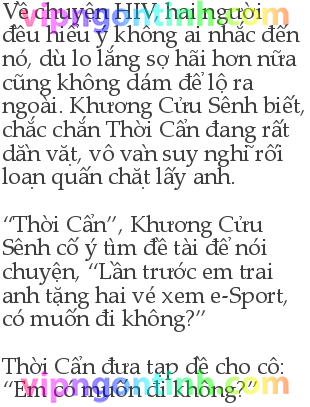 Về chuyện HIV hai người
đều hiểu ý không ai nhắc đến
nó, dù lo lắng sợ hãi hơn nữa
cũng không dám để lộ ra
ngoài. Khương Cửu Sênh biết,
chắc chắn Thời Cẩn đang rất
dằn vặt, vô vàn suy nghĩ rối
loạn quấn chặt lấy anh.
“Thời Cẩn”, Khương Cửu
Sênh cố ý tìm đề tài để nói
chuyện, “Lần trước em trai
anh tặng hai vé xem e-Sport,
có muốn đi không?”
Thời Cẩn đưa tạp dề cho cô:
“Em có muốn đi không?”
vipngontinh.com
vipngontinh.com